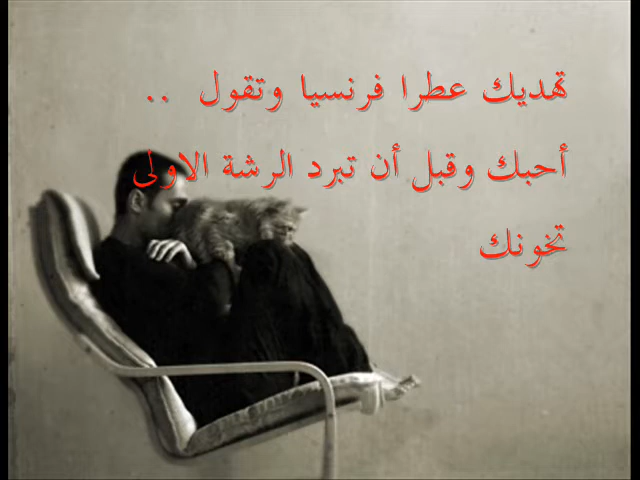 تهديك عطرا فرنسيا وتقول ..
أحبك وقبل أن تبرد الرشة الاولى
تخونك